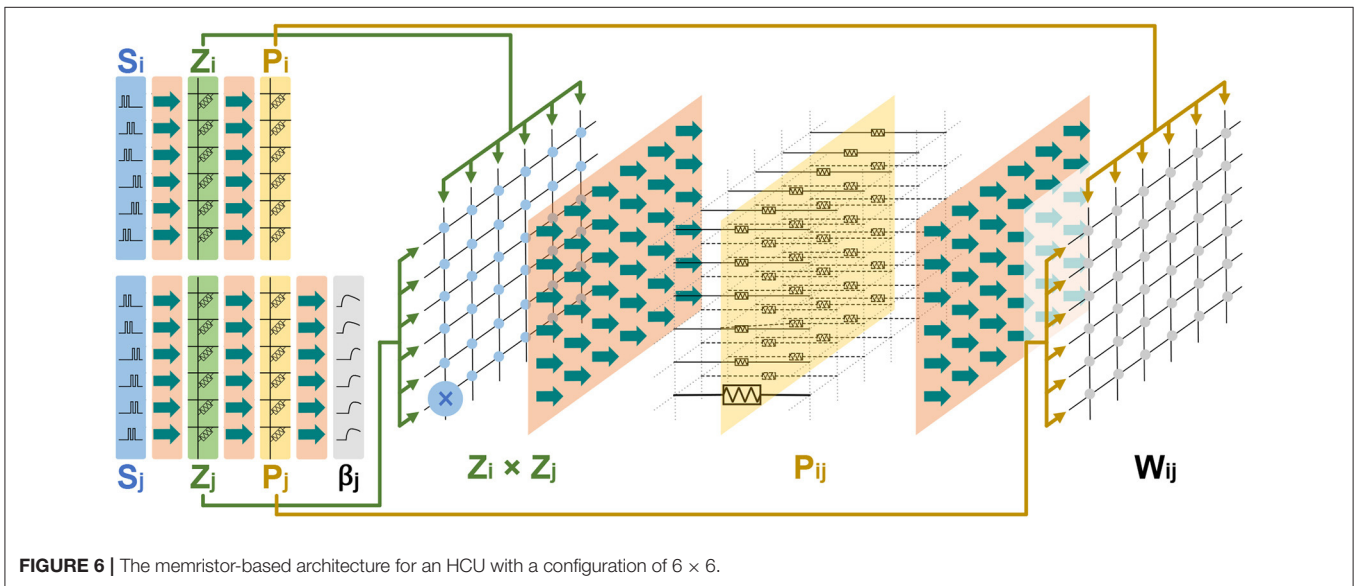 Si Zi Pi
Sj Zj Pj βj
×
Zi × Zj
Pij
Wij
FIGURE 6 | The memristor-based architecture for an HCU with a configuration of 6 × 6.